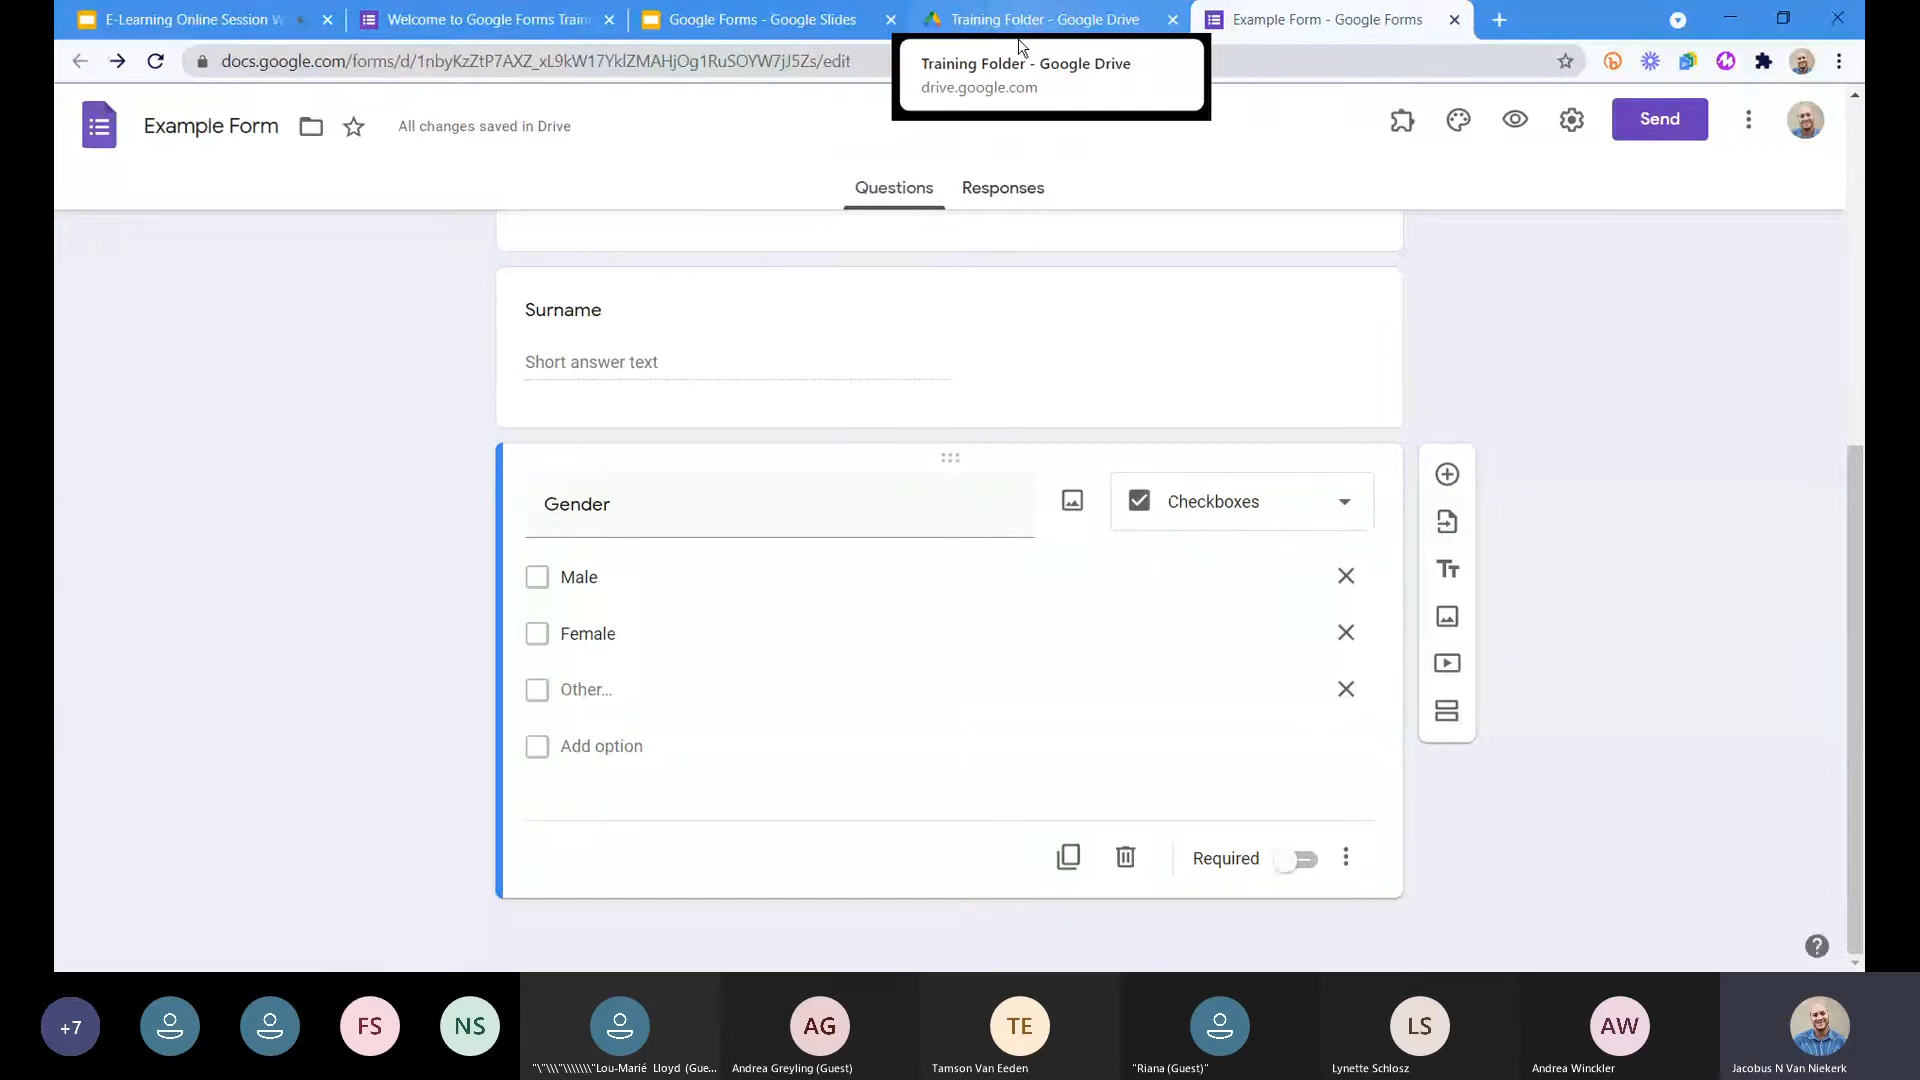 E-Learning Online Session W
Welcome to Google Forms Train
Google Forms - Google Slides
Training Folder - Google Drive
Example Form - Google Forms
docs.google.com/forms/d/1nbyKzZtP7AXZ_xL9kW17YklZMAHjOg1RuSOYW7jJ5Zs/edit
Training Folder - Google Drive
drive.google.com
Example Form
All changes saved in Drive
Send
Questions
Responses
Surname
Short answer text
Gender
Checkboxes
Male
Female
Other...
Add option
Required
+7
FS
NS
AG
TE
LS
AW
"\"\\\"\\\\\\\"Lou-Marié Lloyd (Gue...
Andrea Greyling (Guest)
Tamson Van Eeden
"Riana (Guest)"
Lynette Schlosz
Andrea Winckler
Jacobus N Van Niekerk